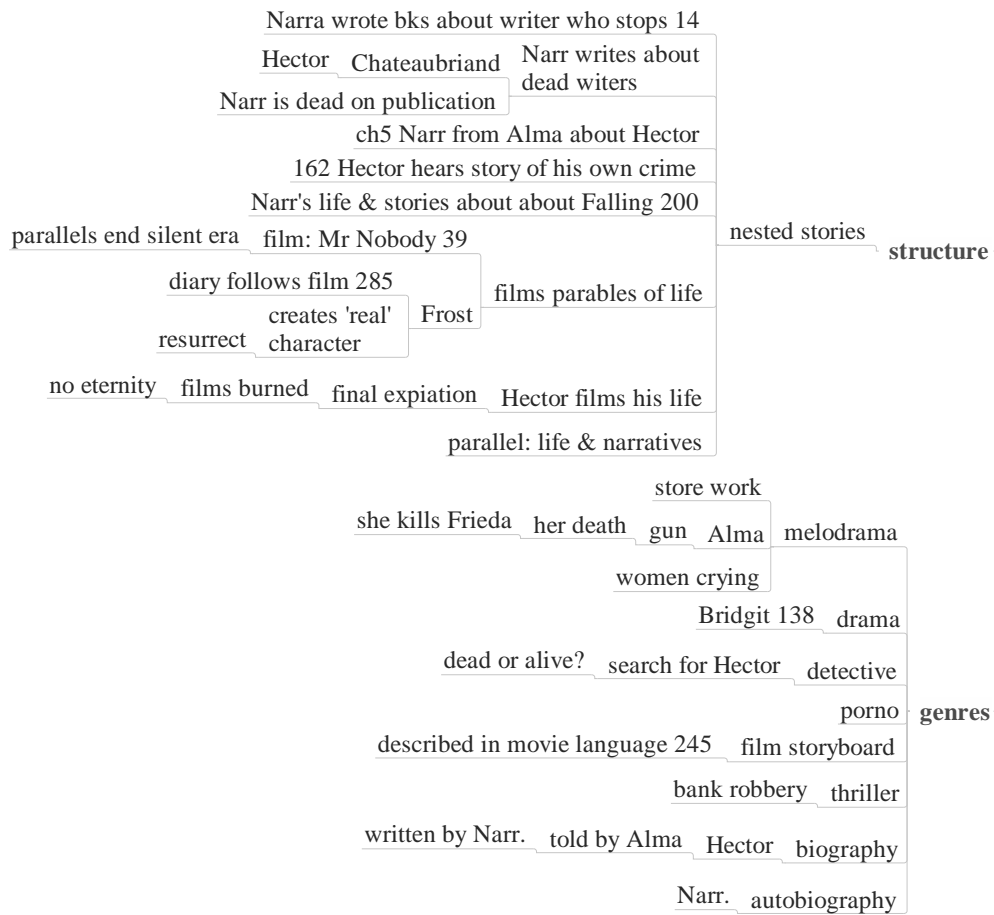 Narra wrote bks about writer who stops 14
Hector
Chateaubriand
Narr writes about
dead witers
Narr is dead on publication
ch5 Narr from Alma about Hector
162 Hector hears story of his own crime
Narr's life & stories about about Falling 200
parallels end silent era
film: Mr Nobody 39
nested stories
structure
diary follows film 285
films parables of life
creates 'real'
character
Frost
resurrect
no eternity
films burned
final expiation
Hector films his life
parallel: life & narratives
store work
she kills Frieda
her death
gun
Alma
melodrama
women crying
Bridgit 138
drama
dead or alive?
search for Hector
detective
porno
genres
described in movie language 245
film storyboard
bank robbery
thriller
written by Narr.
told by Alma
Hector
biography
Narr.
autobiography